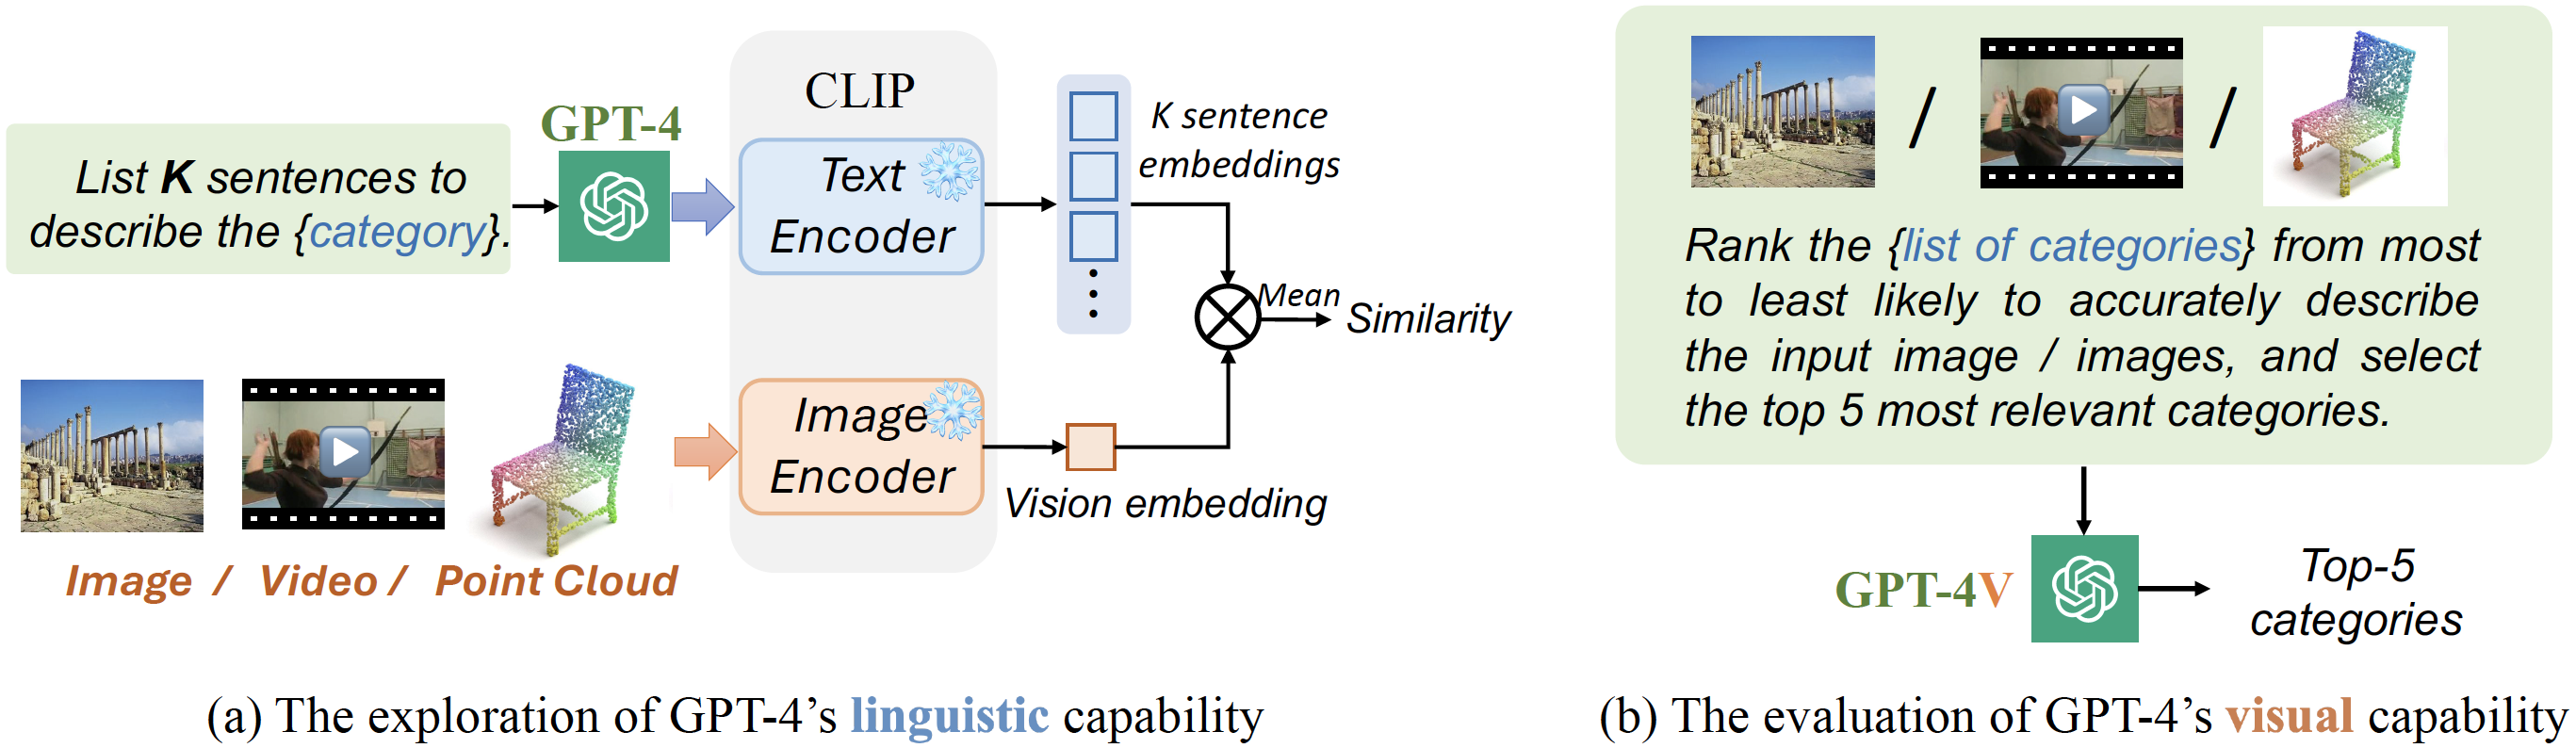 List K sentences to
describe the {category}.
GPT-4
CLIP
Text
Encoder
K sentence
embeddings
Mean
Similarity
Image
Encoder
Vision embedding
Image / Video / Point Cloud
(a) The exploration of GPT-4's linguistic capability
/ /
Rank the {list of categories} from most
to least likely to accurately describe
the input image / images, and select
the top 5 most relevant categories.
GPT-4V
Top-5
categories
(b) The evaluation of GPT-4's visual capability